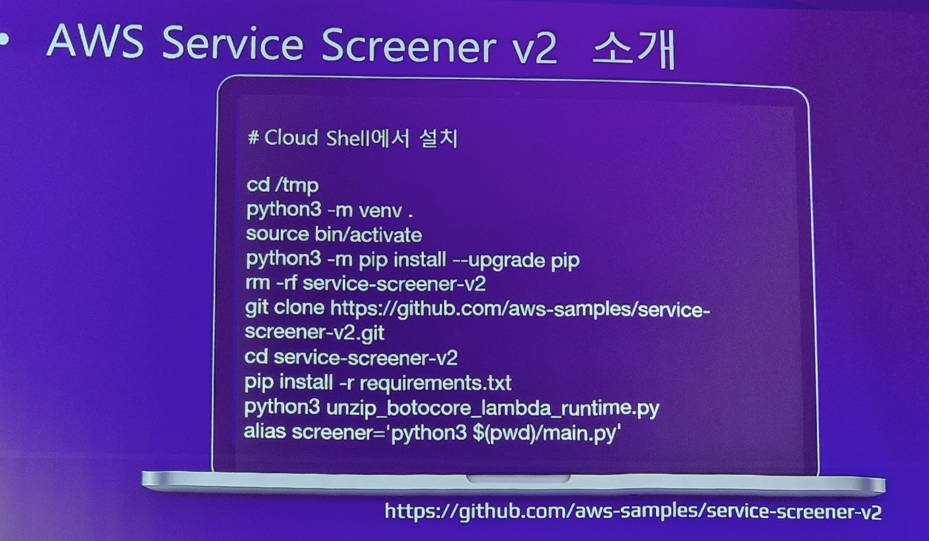 • AWS Service Screener v2 소개
# Cloud Shell에서 설치
cd /tmp
python3 -m venv .
source bin/activate
python3 -m pip install --upgrade pip
rm -rf service-screener-v2
git clone https://github.com/aws-samples/service-
screener-v2.git
cd service-screener-v2
pip install -r requirements.txt
python3 unzip_botocore_lambda_runtime.py
alias screener='python3 $(pwd)/main.py'
https://github.com/aws-samples/service-screener-v2